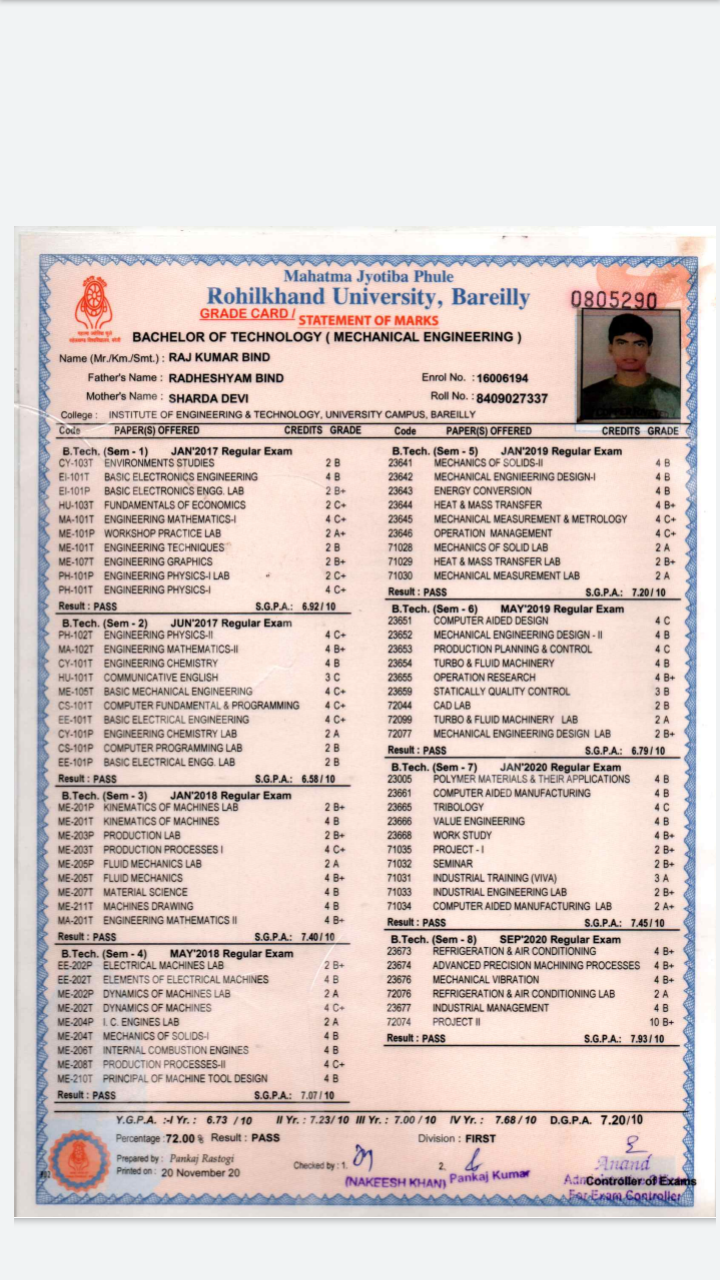 Mahatma Jyotiba Phule
Rohilkhand University, Bareilly
0805290
GRADE CARD / STATEMENT OF MARKS
BACHELOR OF TECHNOLOGY ( MECHANICAL ENGINEERING )
Name (Mr./Km./Smt.) : RAJ KUMAR BIND
Father's Name : RADHESHYAM BIND Enrol No. : 16006194
Mother's Name : SHARDA DEVI Roll No. : 8409027337
College : INSTITUTE OF ENGINEERING & TECHNOLOGY, UNIVERSITY CAMPUS, BAREILLY
Code PAPER(S) OFFERED CREDITS GRADE
B.Tech. (Sem - 1) JAN'2017 Regular Exam
CY-103T ENVIRONMENTS STUDIES 2 B
EI-101T BASIC ELECTRONICS ENGINEERING 4 B
EI-101P BASIC ELECTRONICS ENGG. LAB 2 B+
HU-103T FUNDAMENTALS OF ECONOMICS 2 C+
MA-101T ENGINEERING MATHEMATICS-I 4 C+
ME-101P WORKSHOP PRACTICE LAB 2 A+
ME-101T ENGINEERING TECHNIQUES 2 B
ME-107T ENGINEERING GRAPHICS 2 B+
PH-101P ENGINEERING PHYSICS-I LAB 2 C+
PH-101T ENGINEERING PHYSICS-I 4 C+
Result : PASS S.G.P.A.: 6.92/ 10
B.Tech. (Sem - 2) JUN'2017 Regular Exam
PH-102T ENGINEERING PHYSICS-II 4 C+
MA-102T ENGINEERING MATHEMATICS-II 4 B+
CY-101T ENGINEERING CHEMISTRY 4 B
HU-101T COMMUNICATIVE ENGLISH 3 C
ME-105T BASIC MECHANICAL ENGINEERING 4 C+
CS-101T COMPUTER FUNDAMENTAL & PROGRAMMING 4 C+
EE-101T BASIC ELECTRICAL ENGINEERING 4 C+
CY-101P ENGINEERING CHEMISTRY LAB 2 A
CS-101P COMPUTER PROGRAMMING LAB 2 B
EE-101P BASIC ELECTRICAL ENGG. LAB 2 B
Result : PASS S.G.P.A.: 6.58/ 10
B.Tech. (Sem - 3) JAN'2018 Regular Exam
ME-201P KINEMATICS OF MACHINES LAB 2 B+
ME-201T KINEMATICS OF MACHINES 4 B
ME-203P PRODUCTION LAB 2 B+
ME-203T PRODUCTION PROCESSES I 4 C+
ME-205P FLUID MECHANICS LAB 2 A
ME-205T FLUID MECHANICS 4 B+
ME-207T MATERIAL SCIENCE 4 B
ME-211T MACHINES DRAWING 4 B
MA-201T ENGINEERING MATHEMATICS II 4 B+
Result : PASS S.G.P.A.: 7.40/ 10
B.Tech. (Sem - 4) MAY'2018 Regular Exam
EE-202P ELECTRICAL MACHINES LAB 2 B+
EE-202T ELEMENTS OF ELECTRICAL MACHINES 4 B
ME-202P DYNAMICS OF MACHINES LAB 2 A
ME-202T DYNAMICS OF MACHINES 4 C+
ME-204P I. C. ENGINES LAB 2 A
ME-204T MECHANICS OF SOLIDS-I 4 B
ME-206T INTERNAL COMBUSTION ENGINES 4 B
ME-208T PRODUCTION PROCESSES-II 4 C+
ME-210T PRINCIPAL OF MACHINE TOOL DESIGN 4 B
Result : PASS S.G.P.A.: 7.07/ 10
Code PAPER(S) OFFERED CREDITS GRADE
B.Tech. (Sem - 5) JAN'2019 Regular Exam
23641 MECHANICS OF SOLIDS-II 4 B
23642 MECHANICAL ENGNIEERING DESIGN-I 4 B
23643 ENERGY CONVERSION 4 B
23644 HEAT & MASS TRANSFER 4 B+
23645 MECHANICAL MEASUREMENT & METROLOGY 4 C+
23646 OPERATION MANAGEMENT 4 C+
71028 MECHANICS OF SOLID LAB 2 A
71029 HEAT & MASS TRANSFER LAB 2 B+
71030 MECHANICAL MEASUREMENT LAB 2 A
Result : PASS S.G.P.A.: 7.20/ 10
B.Tech. (Sem - 6) MAY'2019 Regular Exam
23651 COMPUTER AIDED DESIGN 4 C
23652 MECHANICAL ENGINEERING DESIGN - II 4 B
23653 PRODUCTION PLANNING & CONTROL 4 C
23654 TURBO & FLUID MACHINERY 4 B
23655 OPERATION RESEARCH 4 B+
23659 STATICALLY QUALITY CONTROL 3 B
72044 CAD LAB 2 B
72099 TURBO & FLUID MACHINERY LAB 2 A
72077 MECHANICAL ENGINEERING DESIGN LAB 2 B+
Result : PASS S.G.P.A.: 6.79/ 10
B.Tech. (Sem - 7) JAN'2020 Regular Exam
23005 POLYMER MATERIALS & THEIR APPLICATIONS 4 B
23661 COMPUTER AIDED MANUFACTURING 4 B
23665 TRIBOLOGY 4 C
23666 VALUE ENGINEERING 4 B
23668 WORK STUDY 4 B+
71035 PROJECT - I 2 B+
71032 SEMINAR 2 B+
71031 INDUSTRIAL TRAINING (VIVA) 3 A
71033 INDUSTRIAL ENGINEERING LAB 2 B+
71034 COMPUTER AIDED MANUFACTURING LAB 2 A+
Result : PASS S.G.P.A.: 7.45/ 10
B.Tech. (Sem - 8) SEP'2020 Regular Exam
23673 REFRIGERATION & AIR CONDITIONING 4 B+
23674 ADVANCED PRECISION MACHINING PROCESSES 4 B+
23676 MECHANICAL VIBRATION 4 B+
72076 REFRIGERATION & AIR CONDITIONING LAB 2 A
23677 INDUSTRIAL MANAGEMENT 4 B
72074 PROJECT II 10 B+
Result : PASS S.G.P.A.: 7.93/ 10
Y.G.P.A. :-I Yr. : 6.73 /10 II Yr. : 7.23/ 10 III Yr. : 7.00 / 10 IV Yr. : 7.68 / 10 D.G.P.A. 7.20/10
Percentage : 72.00 % Result : PASS Division : FIRST
Prepared by : Pankaj Rastogi
Printed on : 20 November 20
Checked by : 1. 2.
(NAKEESH KHAN) Pankaj Kumar
Anand
Controller of Exams
For Exam Controller